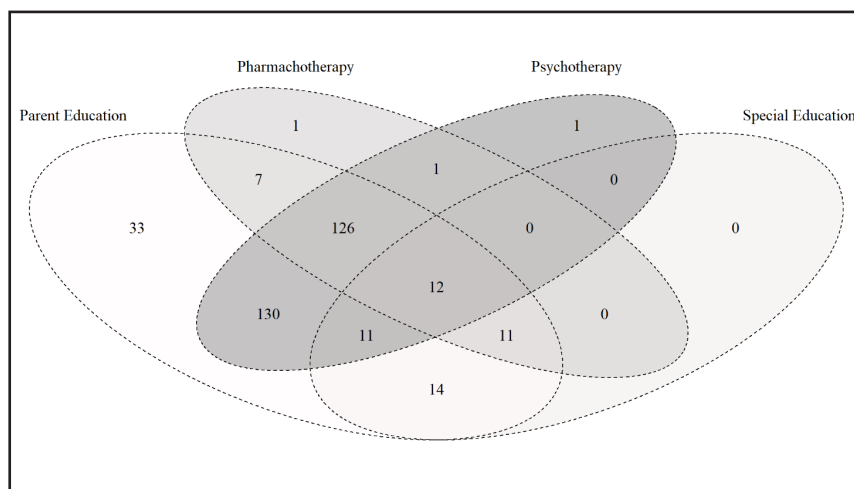 Pharmachotherapy Psychotherapy
Parent Education Special Education
1 1
1
7 0
33 126 0 0
12
130 0
11 11
14